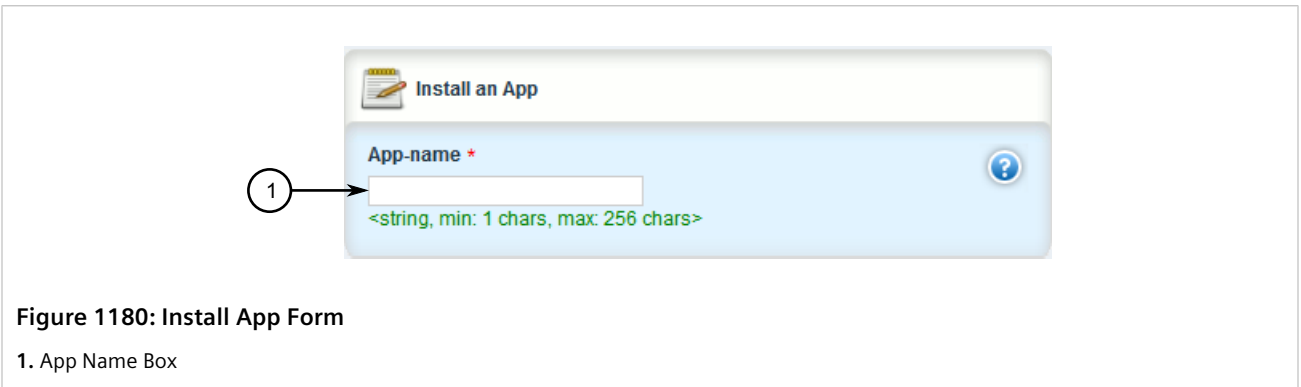 Install an App
App-name *
1
<string, min: 1 chars, max: 256 chars>
Figure 1180: Install App Form
1. App Name Box